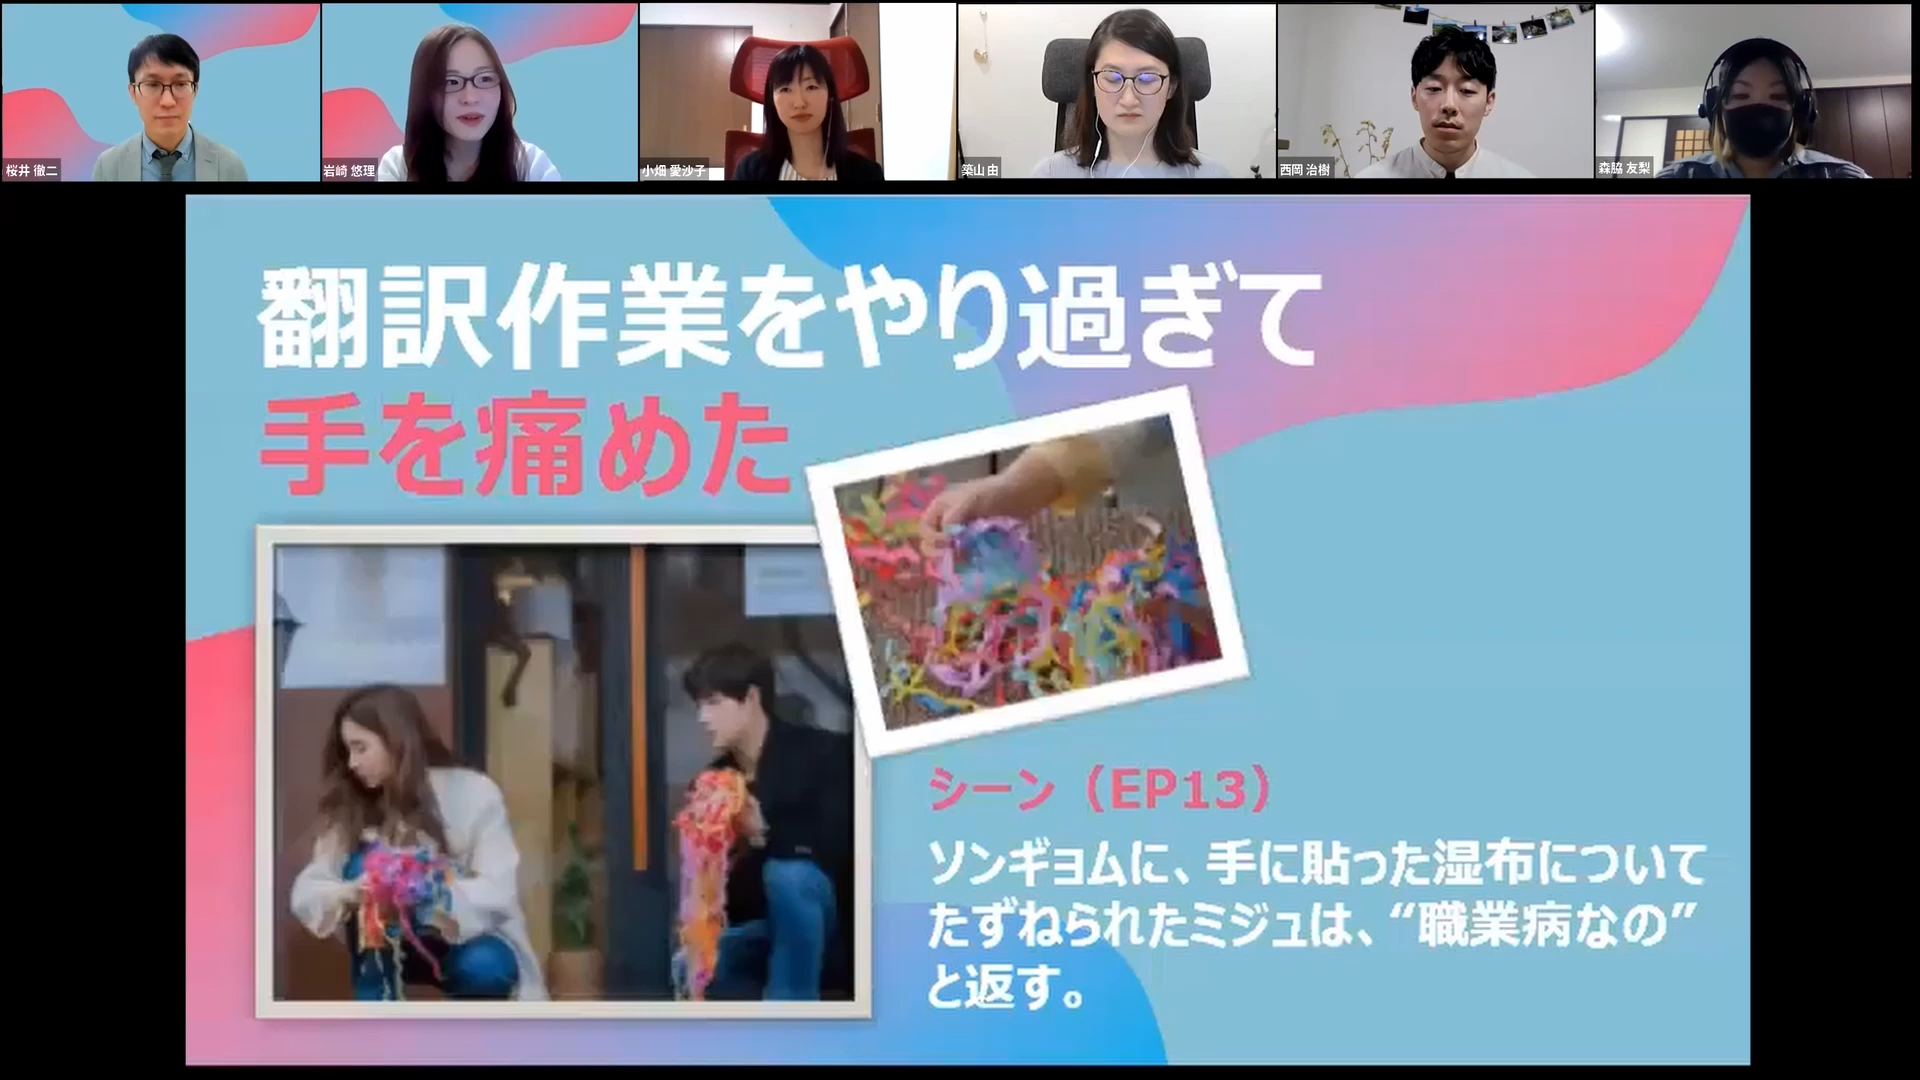 桜井 徹二
岩崎 悠理
小畑 愛沙子
築山 由
西岡 治樹
森脇 友梨
翻訳作業をやり過ぎて
手を痛めた
シーン（EP13）
ソンギョムに、手に貼った湿布について
たずねられたミジュは、“職業病なの”
と返す。